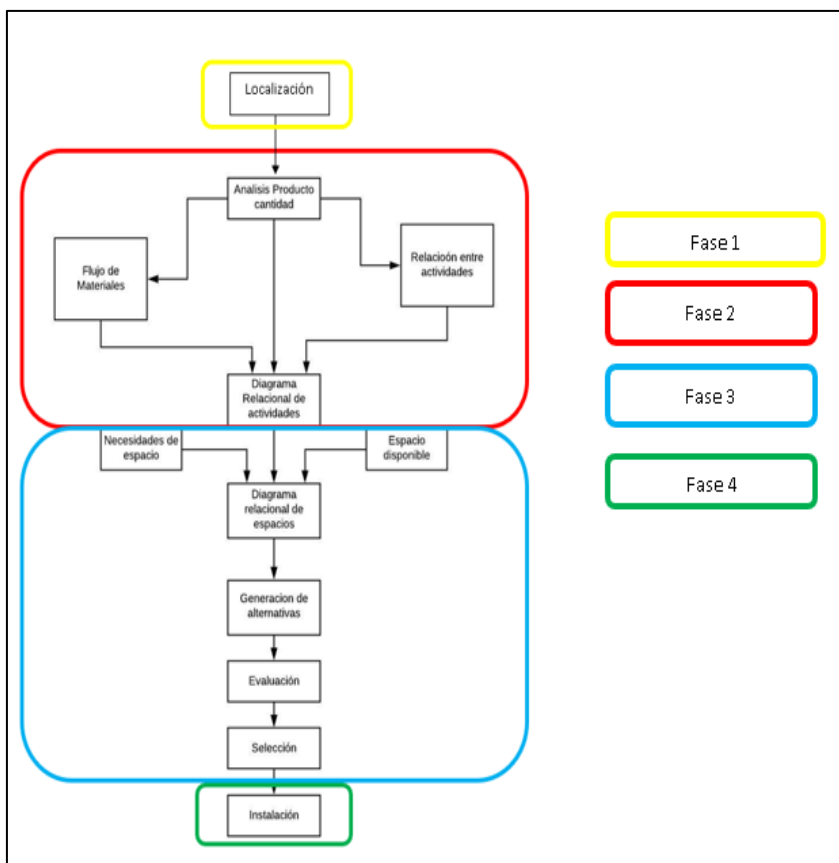 Localización
Analisis Producto
cantidad
Flujo de
Materiales
Relacioón entre
actividades
Diagrama
Relacional de
actividades
Necesidades de
espacio
Espacio
disponible
Diagrama
relacional de
espacios
Generacion de
alternativas
Evaluación
Selección
Instalación
Fase 1
Fase 2
Fase 3
Fase 4